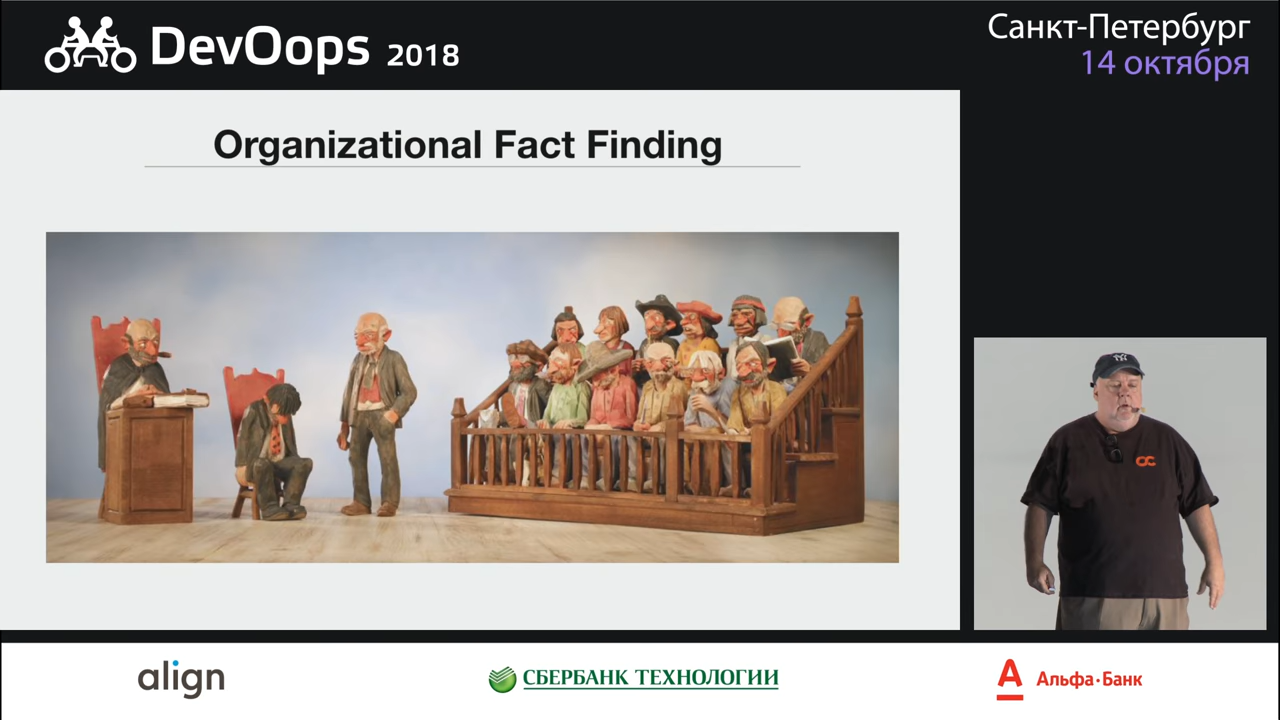 DevOops 2018
Санкт-Петербург
14 октября
Organizational Fact Finding
align
СБЕРБАНК ТЕХНОЛОГИИ
Альфа·Банк